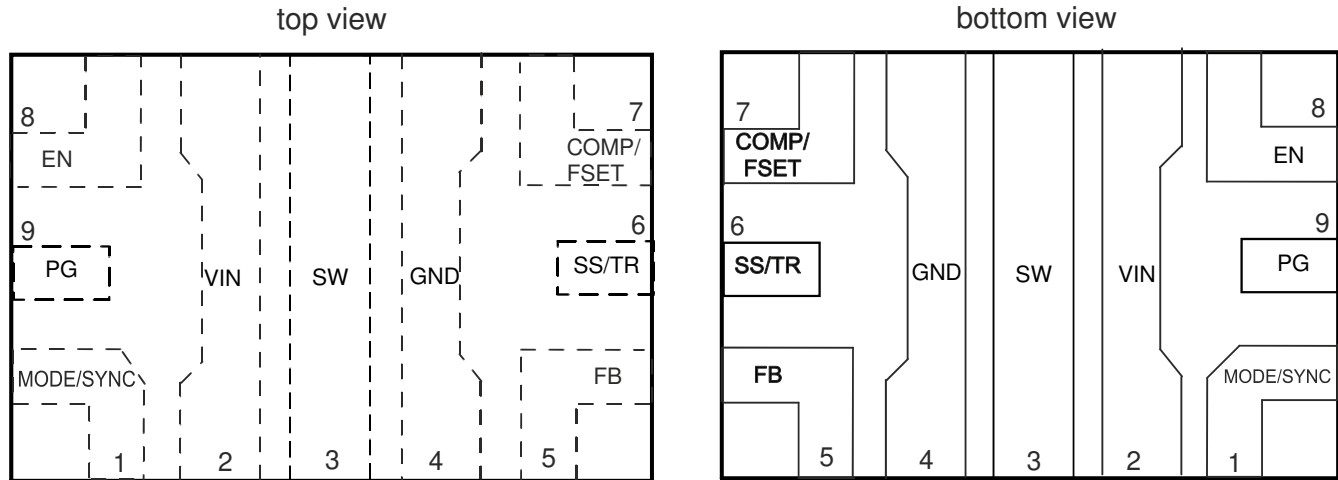 top view
8
7
EN
COMP/
FSET
9
6
PG
VIN
SW
GND
SS/TR
MODE/SYNC
FB
1
2
3
4
5
bottom view
7
8
COMP/
FSET
EN
6
9
SS/TR
GND
SW
VIN
PG
FB
MODE/SYNC
5
4
3
2
1